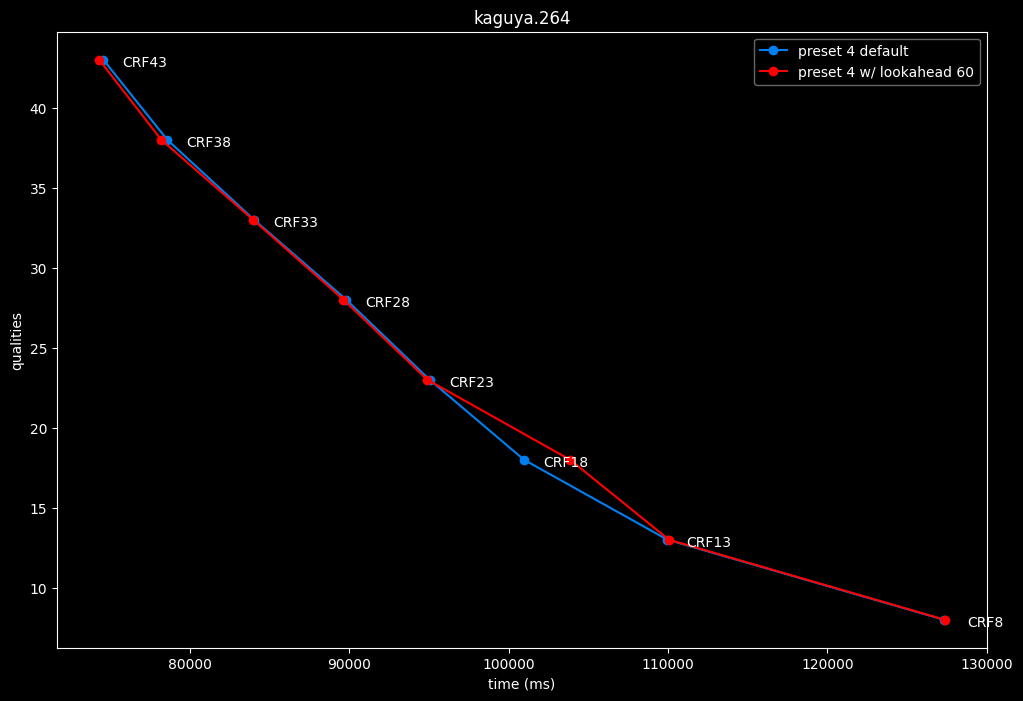 kaguya.264
preset 4 default
preset 4 w/ lookahead 60
qualities
40
35
30
25
20
15
10
CRF43
CRF38
CRF33
CRF28
CRF23
CRF18
CRF13
CRF8
80000
90000
100000
110000
120000
130000
time (ms)